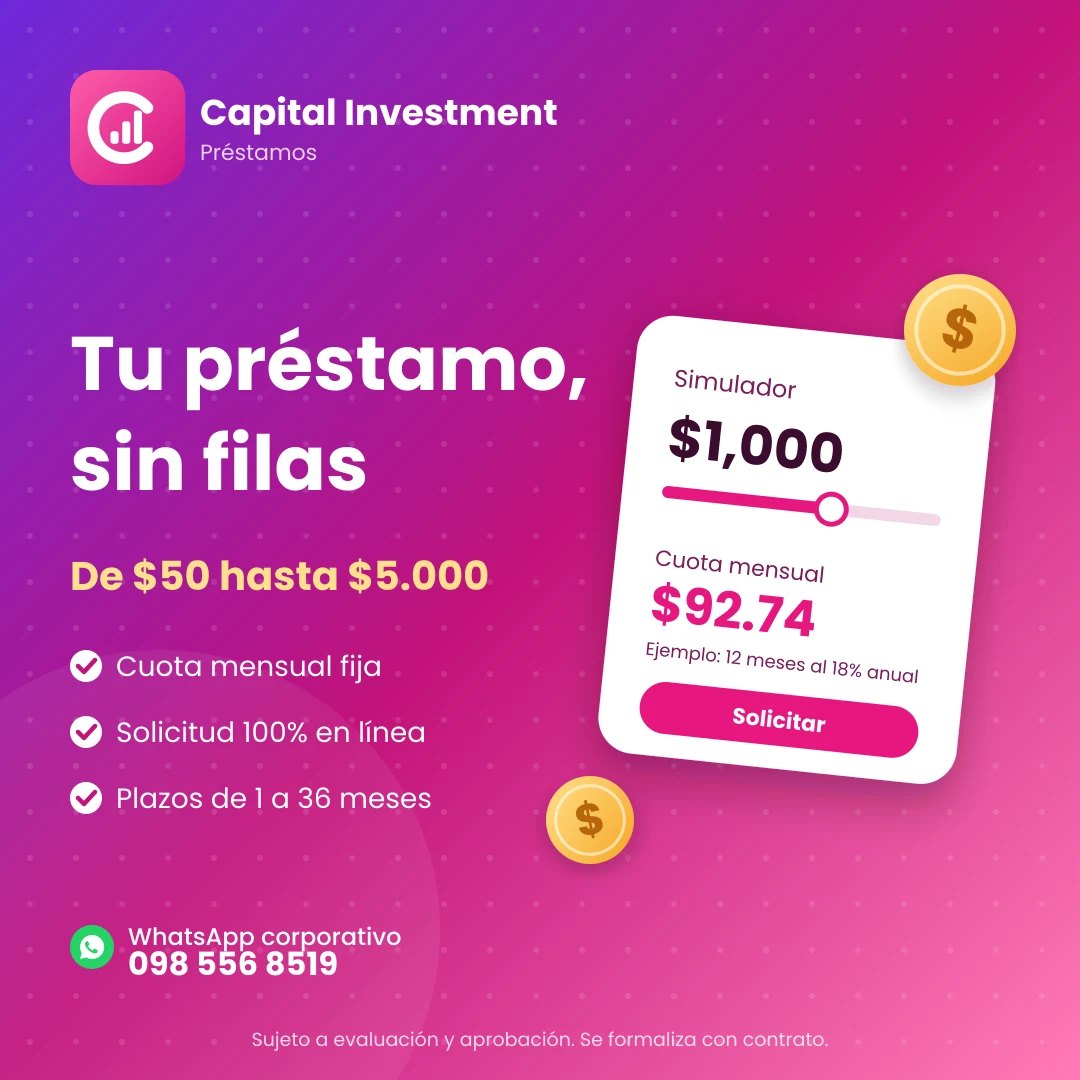 Capital Investment
Préstamos
Tu préstamo,
sin filas
De $50 hasta $5.000
Cuota mensual fija
Solicitud 100% en línea
Plazos de 1 a 36 meses
WhatsApp corporativo
098 556 8519
$
Simulador
$1,000
Cuota mensual
$92.74
Ejemplo: 12 meses al 18% anual
Solicitar
$
Sujeto a evaluación y aprobación. Se formaliza con contrato.